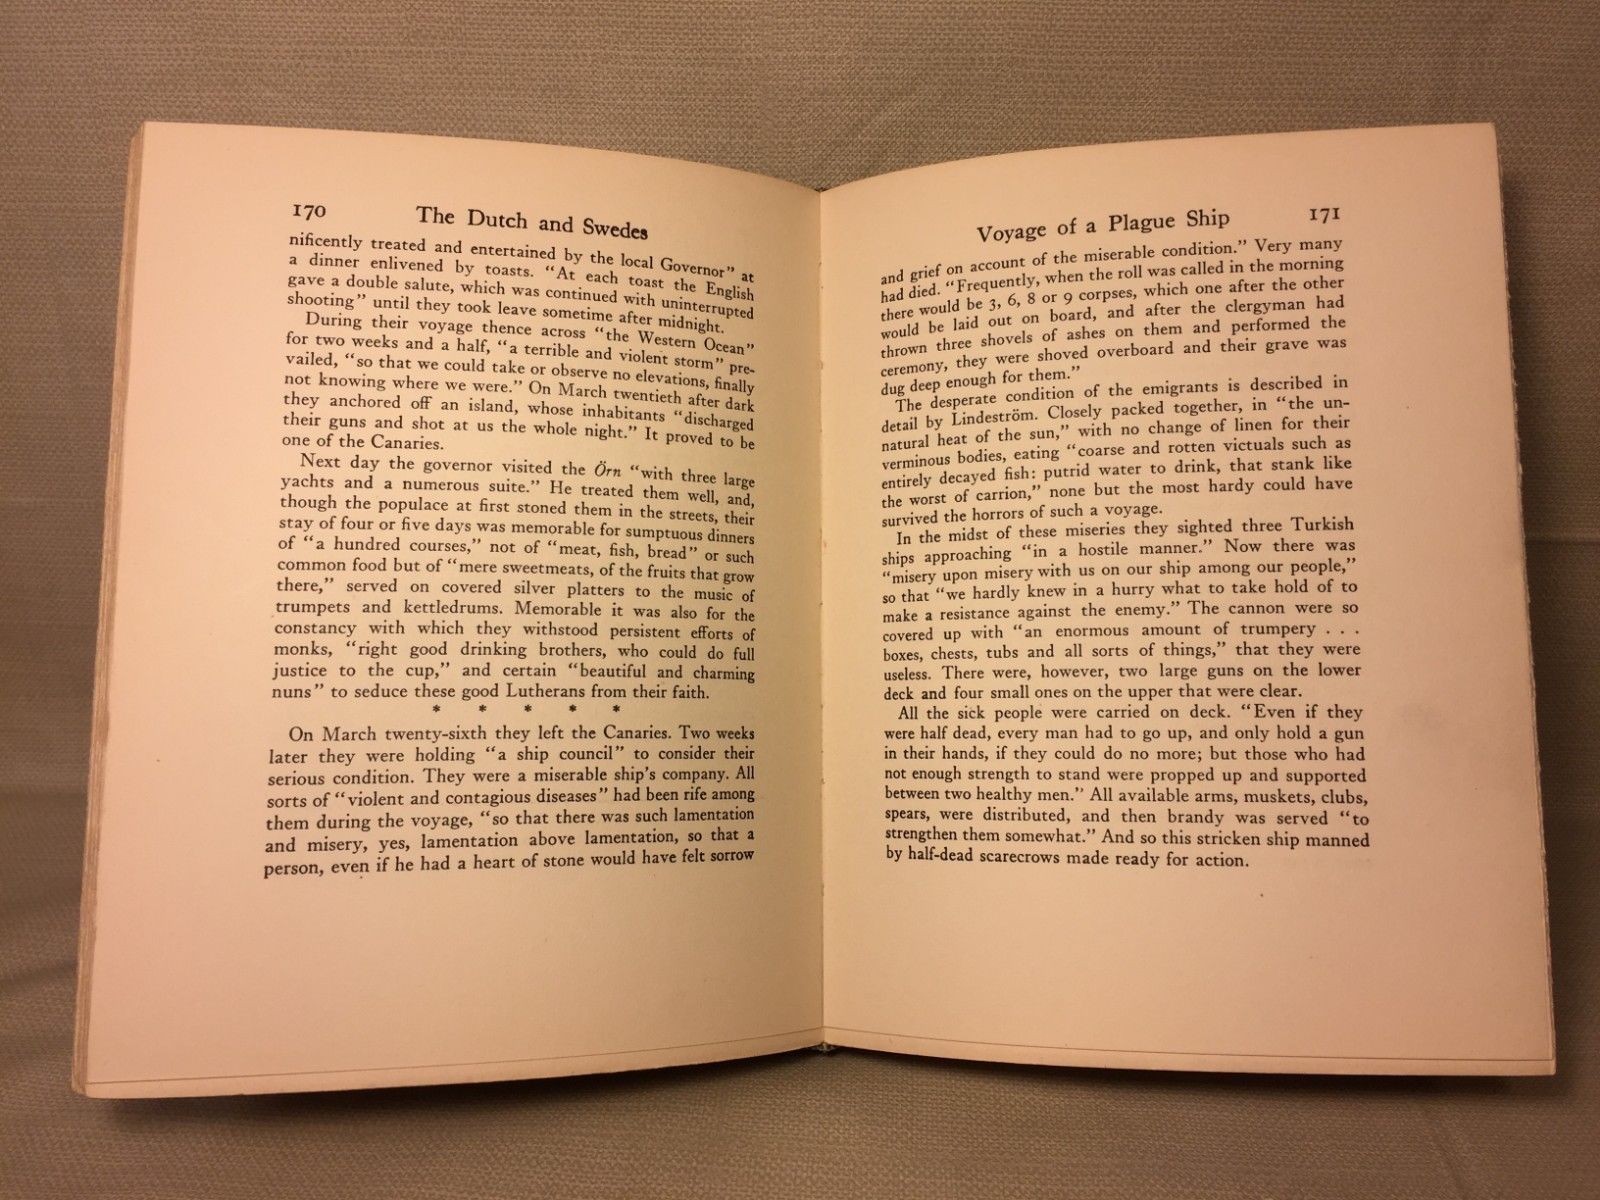 170 The Dutch and Swedes
nificently treated and entertained by the local Governor" at
a dinner enlivened by toasts. "At each toast the English
gave a double salute, which was continued with uninterrupted
shooting" until they took leave sometime after midnight.
During their voyage thence across "the Western Ocean"
for two weeks and a half, "a terrible and violent storm" pre-
vailed, "so that we could take or observe no elevations, finally
not knowing where we were." On March twentieth after dark
they anchored off an island, whose inhabitants "discharged
their guns and shot at us the whole night." It proved to be
one of the Canaries.
Next day the governor visited the Örn "with three large
yachts and a numerous suite." He treated them well, and,
though the populace at first stoned them in the streets, their
stay of four or five days was memorable for sumptuous dinners
of "a hundred courses," not of "meat, fish, bread" or such
common food but of "mere sweetmeats, of the fruits that grow
there," served on covered silver platters to the music of
trumpets and kettledrums. Memorable it was also for the
constancy with which they withstood persistent efforts of
monks, "right good drinking brothers, who could do full
justice to the cup," and certain "beautiful and charming
nuns" to seduce these good Lutherans from their faith.
* * * * *
On March twenty-sixth they left the Canaries. Two weeks
later they were holding "a ship council" to consider their
serious condition. They were a miserable ship's company. All
sorts of "violent and contagious diseases" had been rife among
them during the voyage, "so that there was such lamentation
and misery, yes, lamentation above lamentation, so that a
person, even if he had a heart of stone would have felt sorrow
Voyage of a Plague Ship 171
and grief on account of the miserable condition." Very many
had died. "Frequently, when the roll was called in the morning
there would be 3, 6, 8 or 9 corpses, which one after the other
would be laid out on board, and after the clergyman had
thrown three shovels of ashes on them and performed the
ceremony, they were shoved overboard and their grave was
dug deep enough for them."
The desperate condition of the emigrants is described in
detail by Lindeström. Closely packed together, in "the un-
natural heat of the sun," with no change of linen for their
verminous bodies, eating "coarse and rotten victuals such as
entirely decayed fish: putrid water to drink, that stank like
the worst of carrion," none but the most hardy could have
survived the horrors of such a voyage.
In the midst of these miseries they sighted three Turkish
ships approaching "in a hostile manner." Now there was
"misery upon misery with us on our ship among our people,"
so that "we hardly knew in a hurry what to take hold of to
make a resistance against the enemy." The cannon were so
covered up with "an enormous amount of trumpery . . .
boxes, chests, tubs and all sorts of things," that they were
useless. There were, however, two large guns on the lower
deck and four small ones on the upper that were clear.
All the sick people were carried on deck. "Even if they
were half dead, every man had to go up, and only hold a gun
in their hands, if they could do no more; but those who had
not enough strength to stand were propped up and supported
between two healthy men." All available arms, muskets, clubs,
spears, were distributed, and then brandy was served "to
strengthen them somewhat." And so this stricken ship manned
by half-dead scarecrows made ready for action.